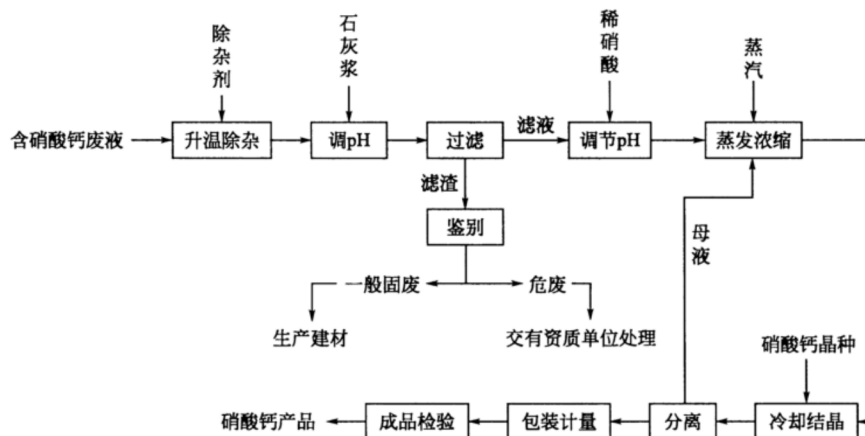 除杂剂
石灰浆
稀硝酸
蒸汽
含硝酸钙废液
升温除杂
调pH
过滤
滤液
调节pH
蒸发浓缩
滤渣
鉴别
母液
一般固废
危废
生产建材
交有资质单位处理
硝酸钙晶种
硝酸钙产品
成品检验
包装计量
分离
冷却结晶